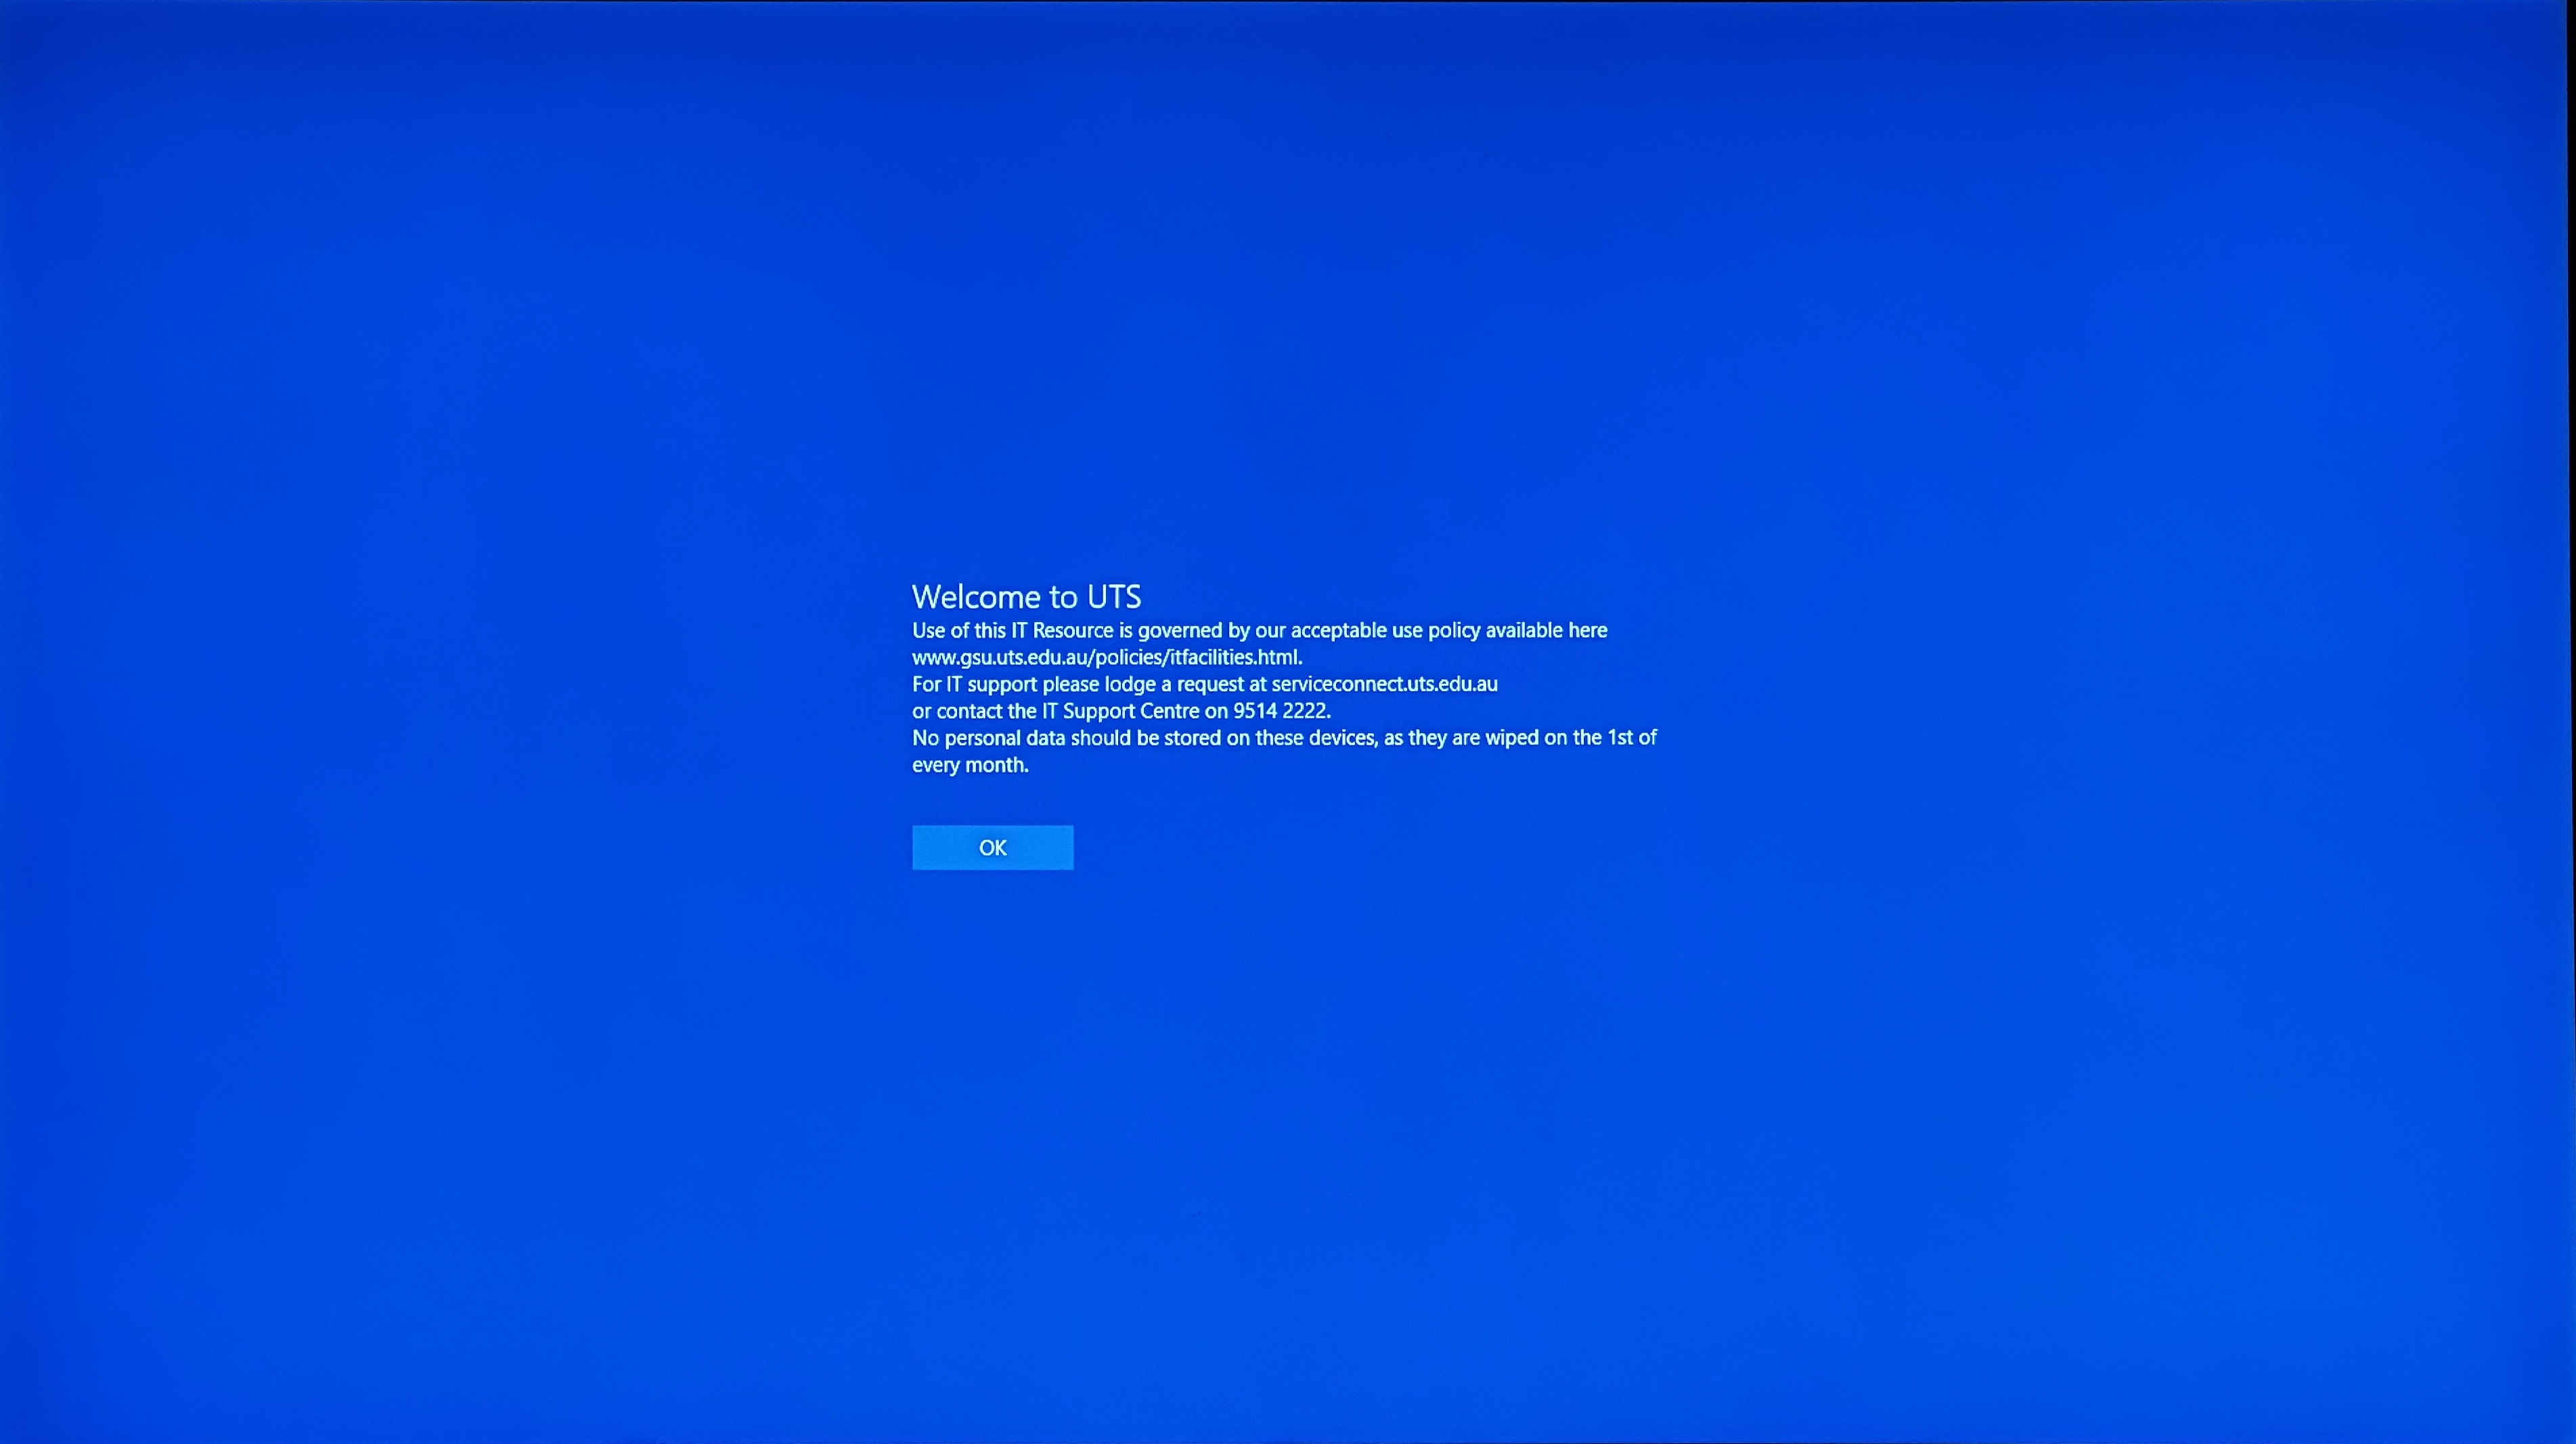 Welcome to UTS
Use of this IT Resource is governed by our acceptable use policy available here
www.gsu.uts.edu.au/policies/itfacilities.html.
For IT support please lodge a request at serviceconnect.uts.edu.au
or contact the IT Support Centre on 9514 2222.
No personal data should be stored on these devices, as they are wiped on the 1st of
every month.
OK